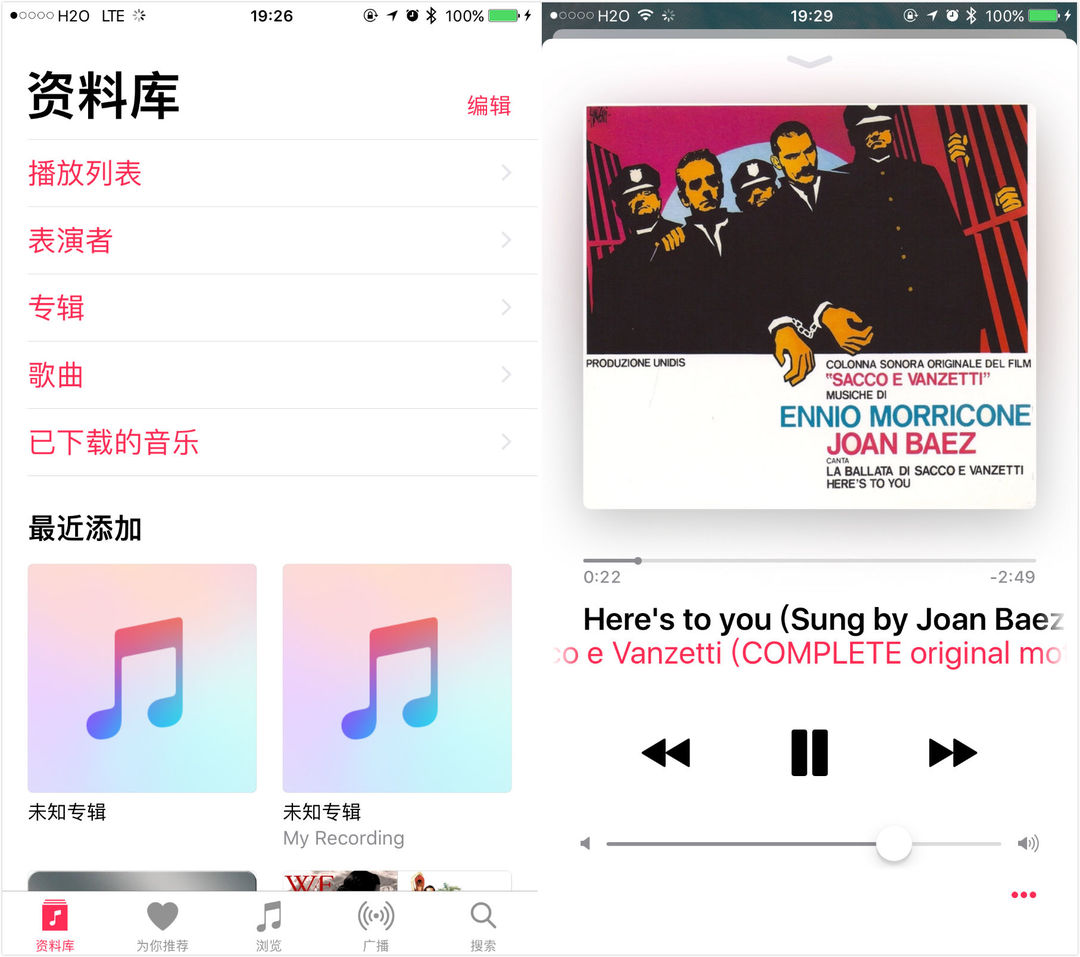 H2O LTE 19:26 100%
资料库
编辑
播放列表
表演者
专辑
歌曲
已下载的音乐
最近添加
未知专辑
未知专辑
My Recording
WE
资料库
为你推荐
浏览
广播
搜索
H2O 19:29 100%
PRODUZIONE UNIDIS
COLONNA SONORA ORIGINALE DEL FILM
"SACCO E VANZETTI"
MUSICHE DI
ENNIO MORRICONE
JOAN BAEZ
CANTA
LA BALLATA DI SACCO E VANZETTI
HERE'S TO YOU
0:22
-2:49
Here's to you (Sung by Joan Baez
co e Vanzetti (COMPLETE original mot